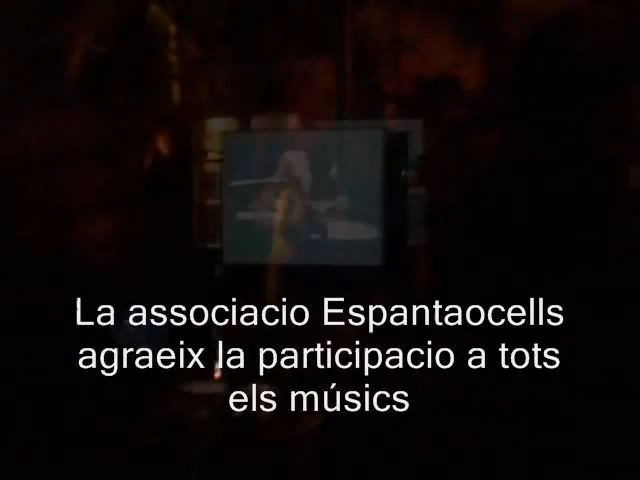 La associacio Espantaocells
agraeix la participacio a tots
els músics